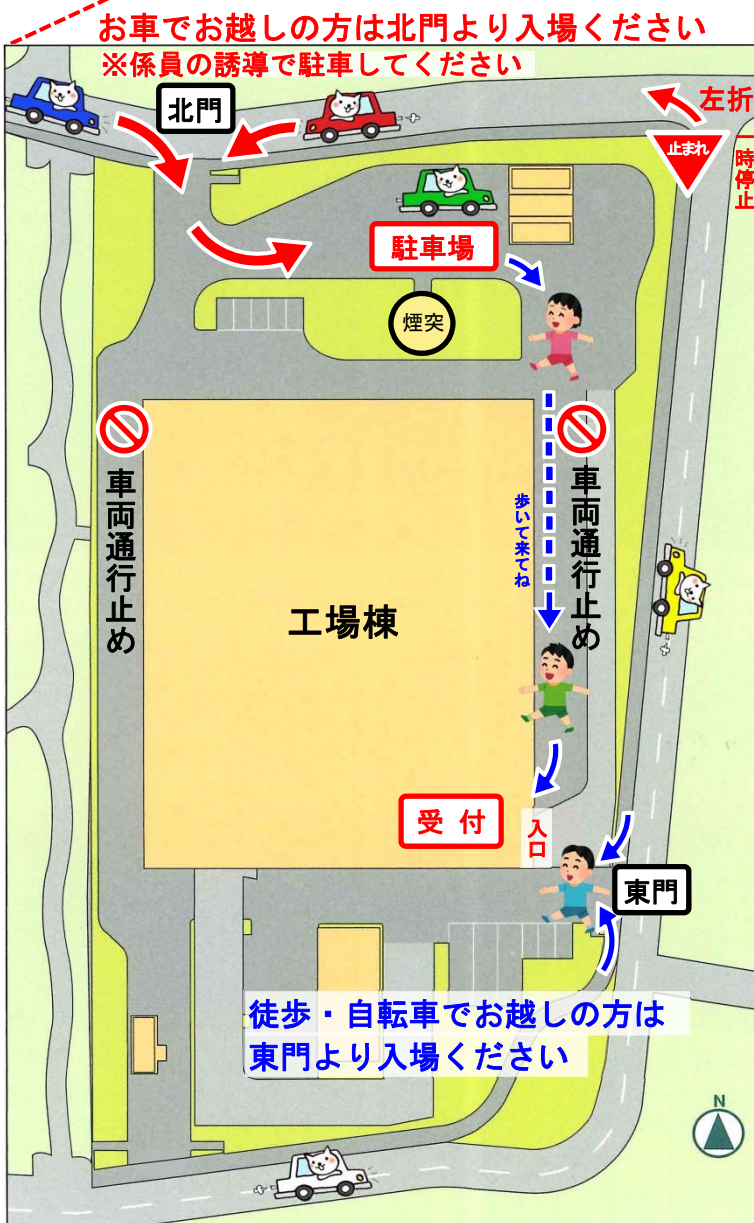 お車でお越しの方は北門より入場ください
※係員の誘導で駐車してください
北門
左折
止まれ
時停止
駐車場
煙突
車両通行止め
歩いて来てね
車両通行止め
工場棟
受付
入口
東門
徒歩・自転車でお越しの方は
東門より入場ください
N